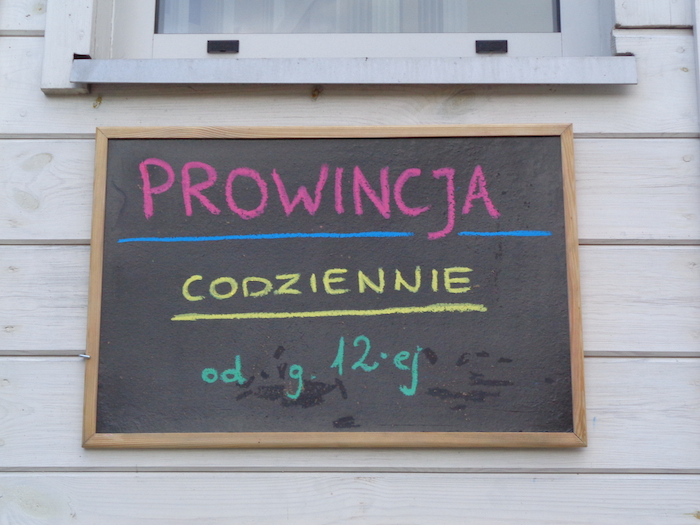 PROWINCJA
CODZIENNIE
od g. 12·ej